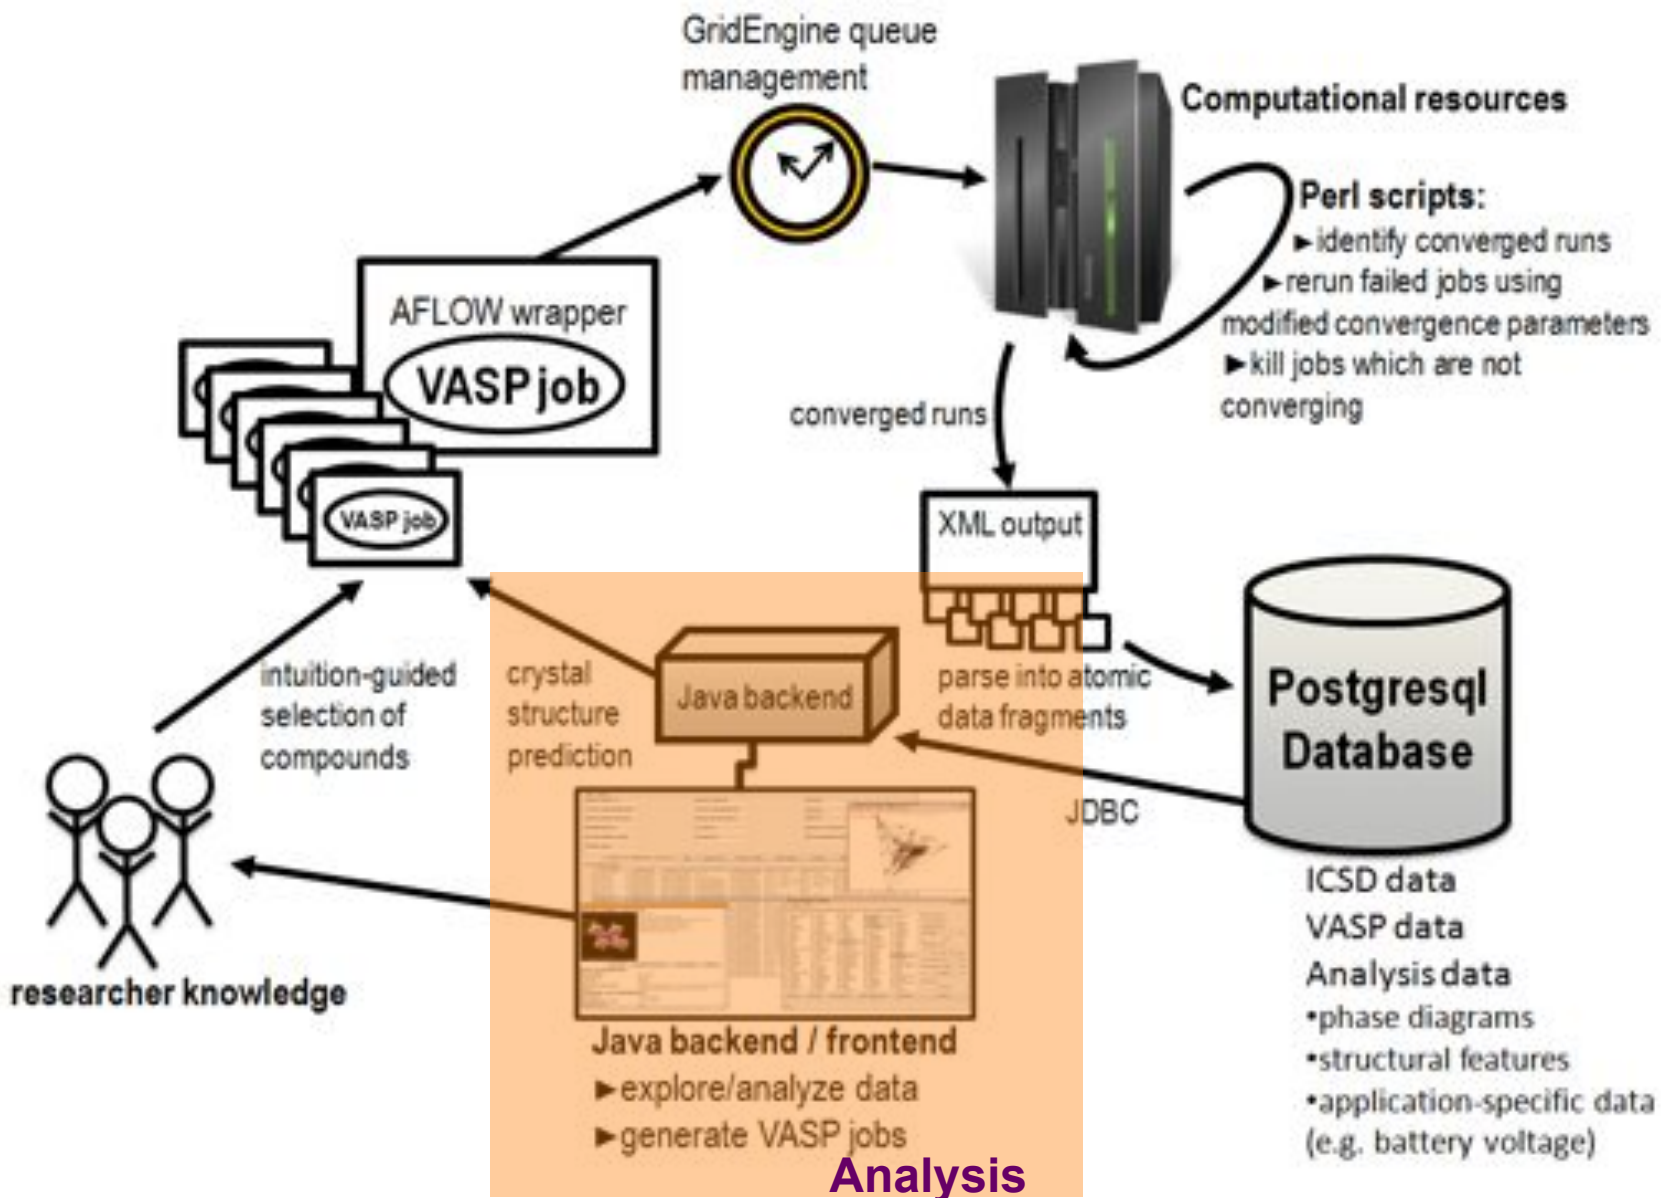 GridEngine queue
management
Computational resources
Perl scripts:
►identify converged runs
►rerun failed jobs using
modified convergence parameters
►kill jobs which are not
converging
AFLOW wrapper
VASP job
VASP job
converged runs
XML output
parse into atomic
data fragments
Postgresql
Database
JDBC
ICSD data
VASP data
Analysis data
•phase diagrams
•structural features
•application-specific data
(e.g. battery voltage)
intuition-guided
selection of
compounds
crystal
structure
prediction
Java backend
researcher knowledge
Java backend / frontend
►explore/analyze data
►generate VASP jobs
Analysis